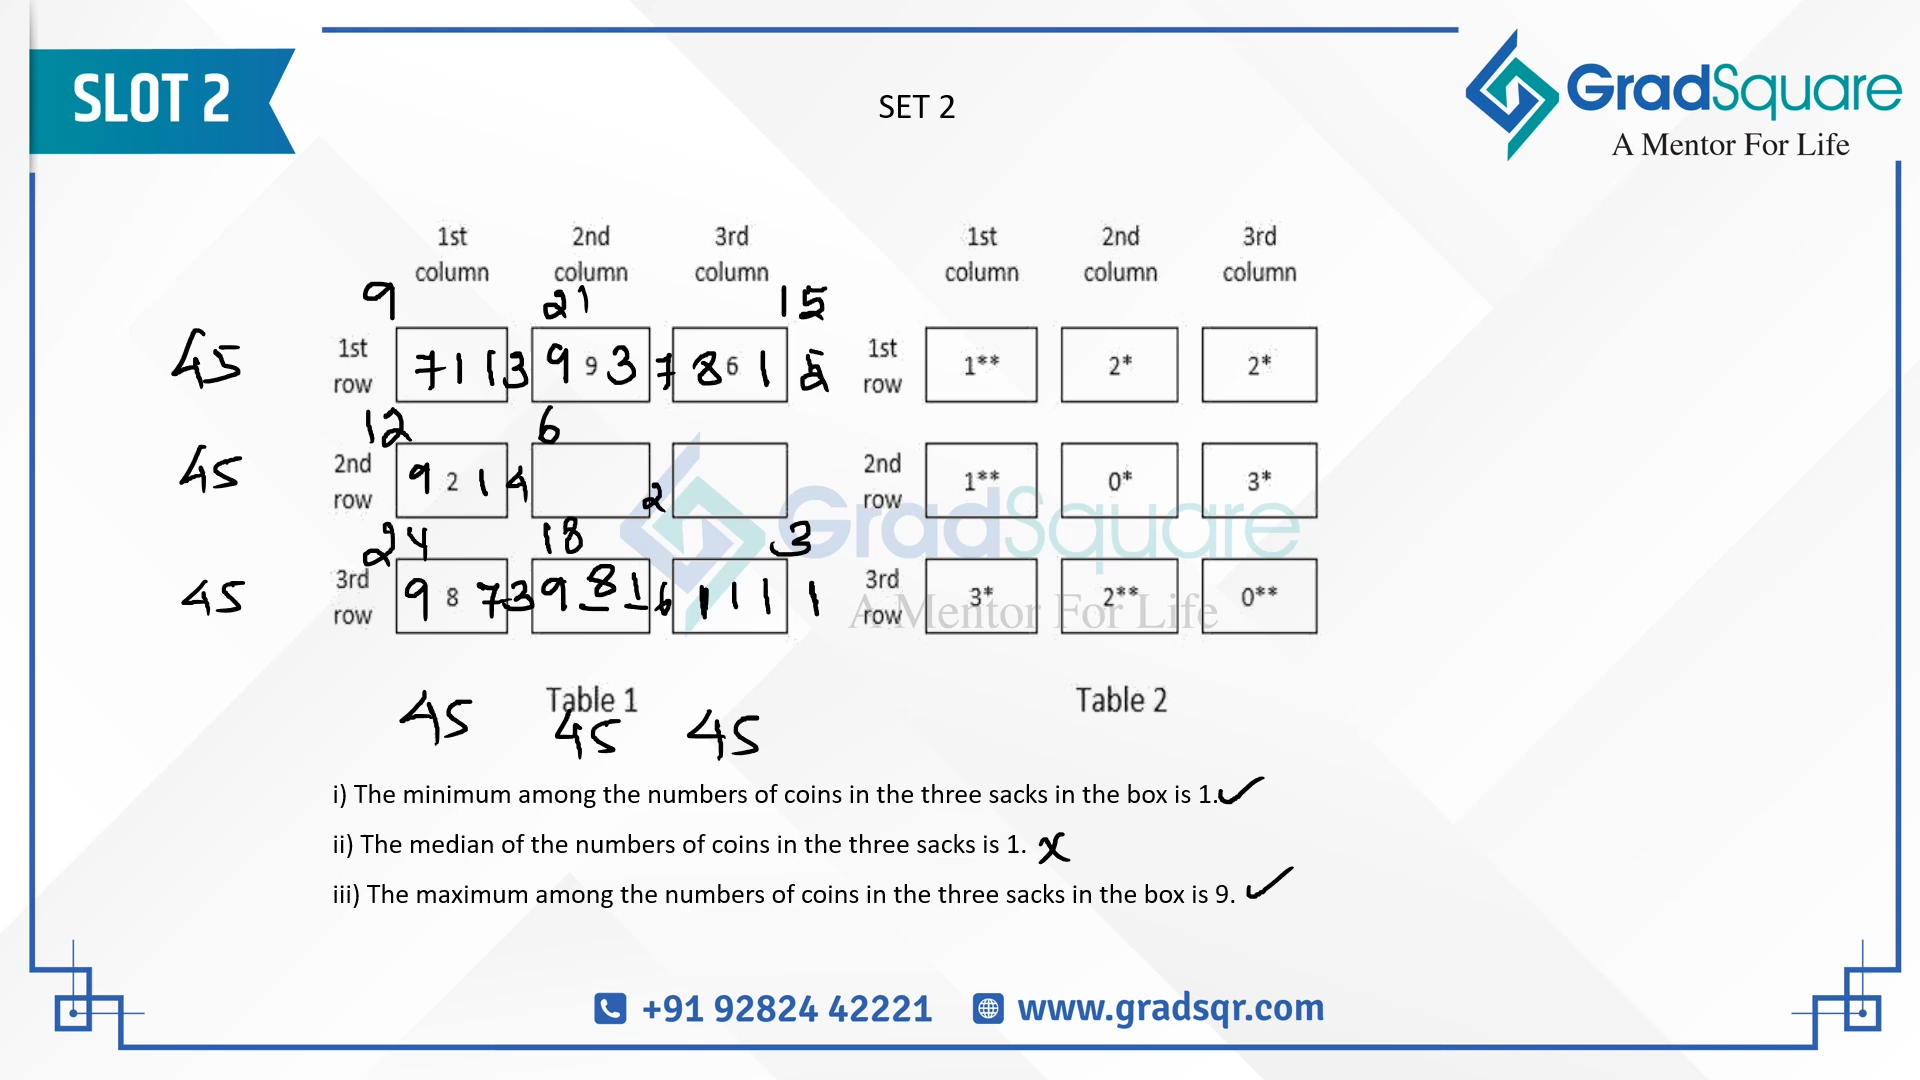 SLOT 2
SET 2
GradSquare
A Mentor For Life
1st column 2nd column 3rd column 1st column 2nd column 3rd column
9 21 15
45 1st row 7 1 1 3 9 9 3 7 8 6 1 1st row 1** 2* 2*
12 6
45 2nd row 9 2 1 4 2 2nd row 1** 0* 3*
24 18 3
45 3rd row 9 8 7 3 9 8 1 6 1 1 1 1 3rd row 3* 2** 0**
GradSquare
A Mentor For Life
Table 1 Table 2
45 45 45
i) The minimum among the numbers of coins in the three sacks in the box is 1. ✓
ii) The median of the numbers of coins in the three sacks is 1. x
iii) The maximum among the numbers of coins in the three sacks in the box is 9. ✓
+91 92824 42221 www.gradsqr.com